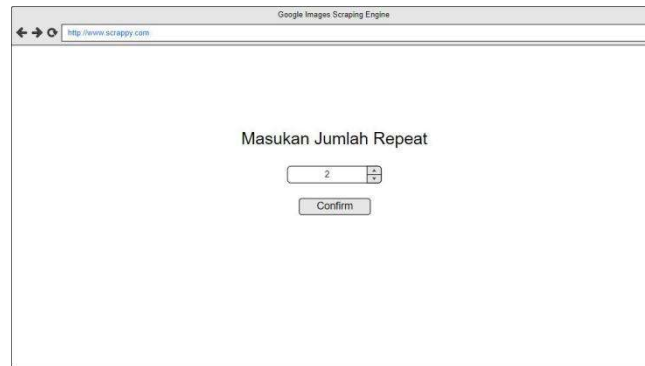 Google Images Scraping Engine
http://www.scrappy.com
Masukan Jumlah Repeat
2
Confirm